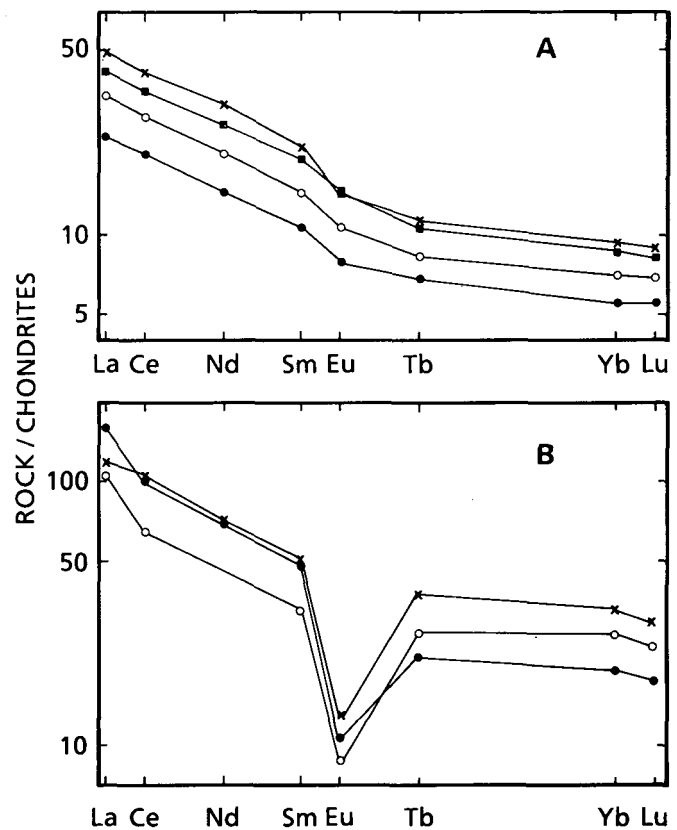 A
50
10
5
La Ce Nd Sm Eu Tb Yb Lu
ROCK / CHONDRITES
B
100
50
10
La Ce Nd Sm Eu Tb Yb Lu